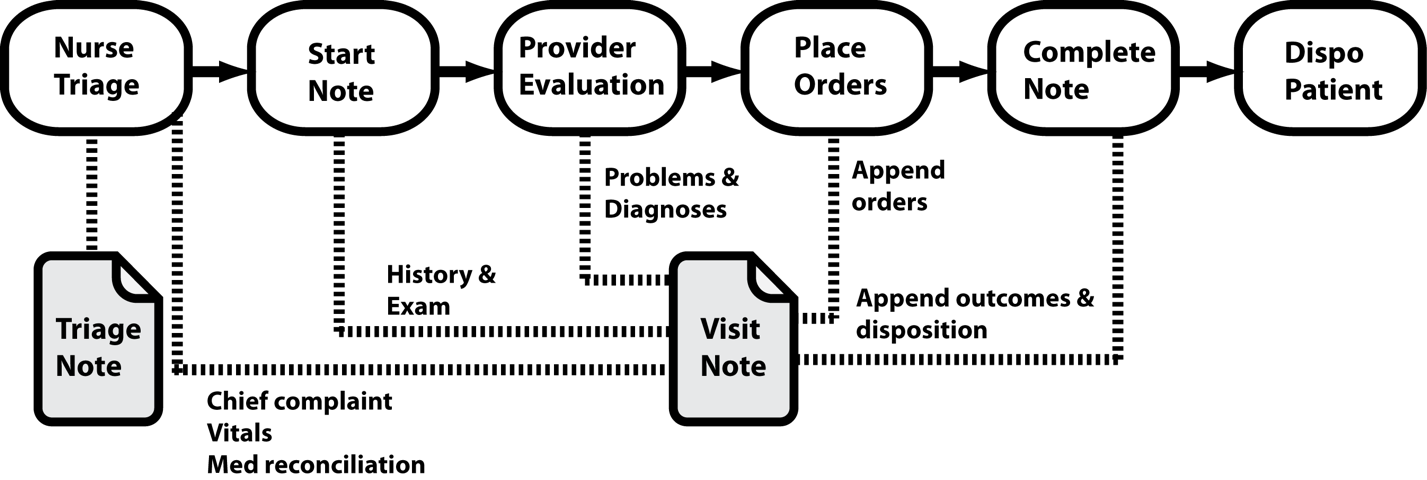 Nurse
Triage
Start
Note
Provider
Evaluation
Place
Orders
Complete
Note
Dispo
Patient
Problems &
Diagnoses
Append
orders
History &
Exam
Append outcomes &
disposition
Triage
Note
Visit
Note
Chief complaint
Vitals
Med reconciliation